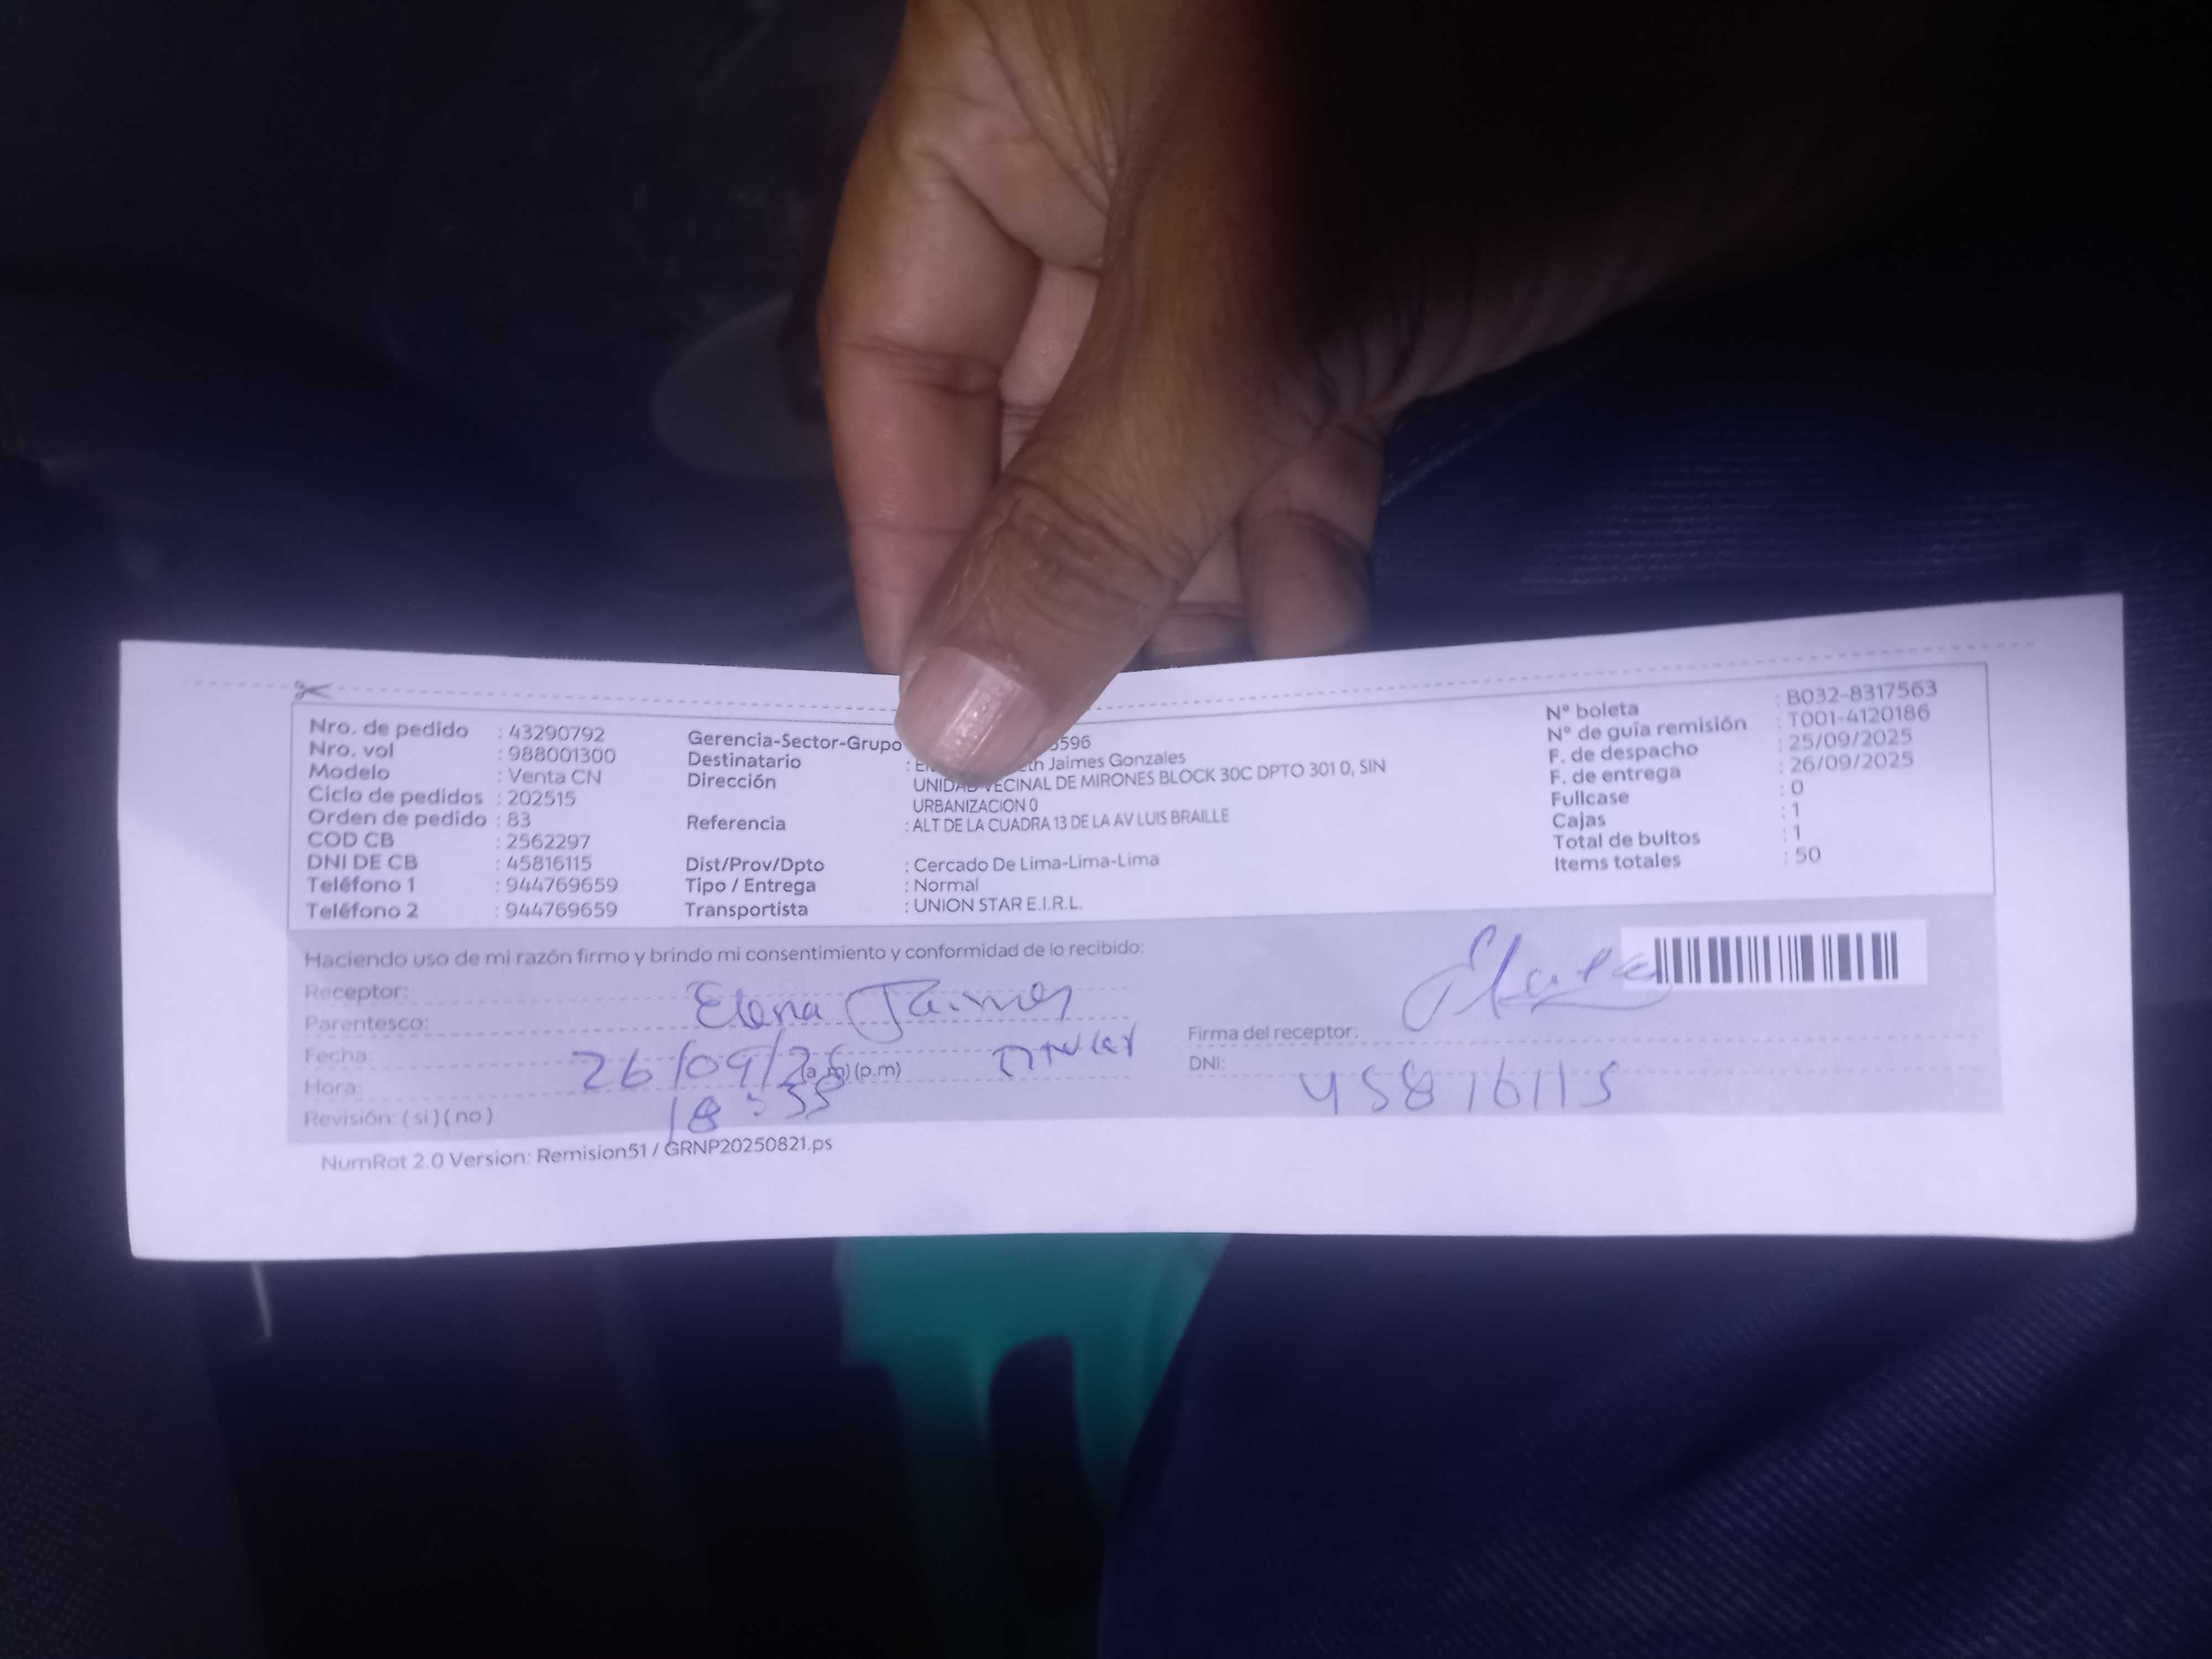 Nro. de pedido : 43290792
Nro. vol : 988001300
Modelo : Venta CN
Ciclo de pedidos : 202515
Orden de pedido : 83
COD CB : 2562297
DNI DE CB : 45816115
Teléfono 1 : 944769659
Teléfono 2 : 944769659
Gerencia-Sector-Grupo
Destinatario : Jaimes Gonzales
Dirección : UNIDAD VECINAL DE MIRONES BLOCK 30C DPTO 301 0, SIN
URBANIZACION 0
Referencia : ALT DE LA CUADRA 13 DE LA AV LUIS BRAILLE
Dist/Prov/Dpto : Cercado De Lima-Lima-Lima
Tipo / Entrega : Normal
Transportista : UNION STAR E.I.R.L.
N° boleta : B032-8317563
N° de guía remisión : T001-4120186
F. de despacho : 25/09/2025
F. de entrega : 26/09/2025
Fullcase : 0
Cajas : 1
Total de bultos : 1
Items totales : 50
Haciendo uso de mi razón firmo y brindo mi consentimiento y conformidad de lo recibido:
Receptor: Elena Jaimes
Parentesco: Titular
Fecha: 26/09/25
Hora: 18:55 (a.m) (p.m)
Revisión: ( si ) ( no )
Firma del receptor:
DNI: 45816115
NumRot 2.0 Version: Remision51 / GRNP20250821.ps